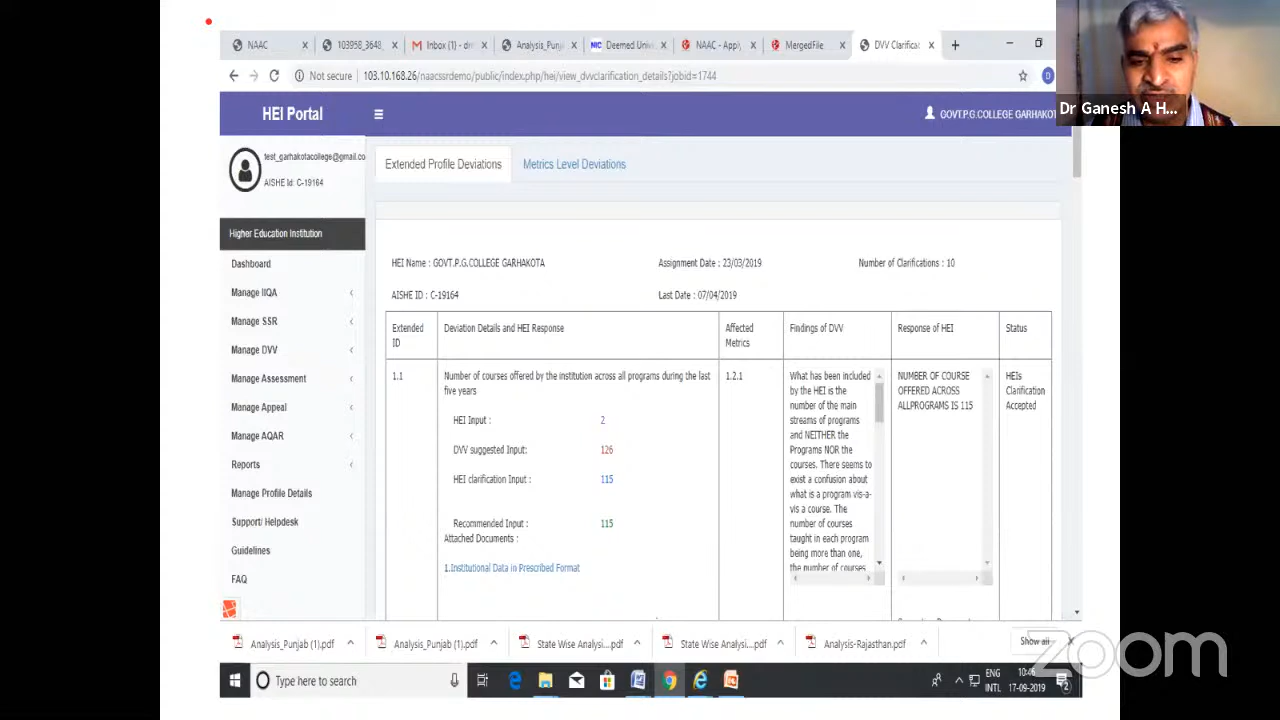 NAAC
103958_3648_
Inbox (1) - dr
Analysis_Punj
NIC
Deemed Univ
NAAC - Apply
MergedFile
DVV Clarificat
Not secure
103.10.168.26/naacssrdemo/public/index.php/hei/view_dvvclarification_details?jobid=1744
D
Dr Ganesh A H...
HEI Portal
GOVT.P.G.COLLEGE GARHAKOT
test_garhakotacollege@gmail.co
AISHE Id: C-19164
Extended Profile Deviations
Metrics Level Deviations
Higher Education Institution
Dashboard
Manage IIQA
Manage SSR
Manage DVV
Manage Assessment
Manage Appeal
Manage AQAR
Reports
Manage Profile Details
Support/ Helpdesk
Guidelines
FAQ
HEI Name : GOVT.P.G.COLLEGE GARHAKOTA
Assignment Date : 23/03/2019
Number of Clarifications : 10
AISHE ID : C-19164
Last Date : 07/04/2019
Extended
ID
Deviation Details and HEI Response
Affected
Metrics
Findings of DVV
Response of HEI
Status
1.1
Number of courses offered by the institution across all programs during the last
five years
HEI Input : 2
DVV suggested Input: 126
HEI clarification Input : 115
Recommended Input : 115
Attached Documents :
1.Institutional Data in Prescribed Format
1.2.1
What has been included
by the HEI is the
number of the main
streams of programs
and NEITHER the
Programs NOR the
courses. There seems to
exist a confusion about
what is a program vis-a-
vis a course. The
number of courses
taught in each program
being more than one,
the number of courses
NUMBER OF COURSE
OFFERED ACROSS
ALLPROGRAMS IS 115
HEIs
Clarification
Accepted
Analysis_Punjab (1).pdf
Analysis_Punjab (1).pdf
State Wise Analysi....pdf
State Wise Analysi....pdf
Analysis-Rajasthan.pdf
Show all
zoom
Type here to search
ENG
INTL
17-09-2019
2